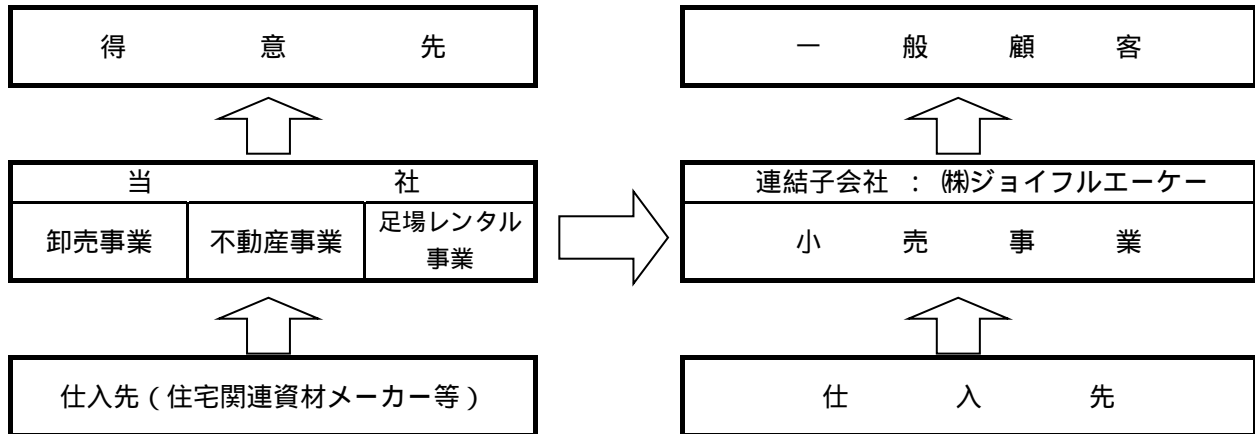 得意先
一般顧客
当社
連結子会社 : ㈱ジョイフルエーケー
卸売事業
不動産事業
足場レンタル
事業
小売事業
仕入先(住宅関連資材メーカー等)
仕入先